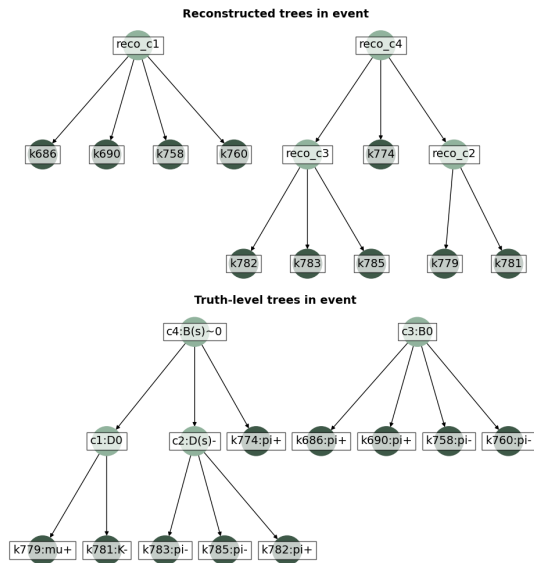 Reconstructed trees in event
reco_c1 reco_c4
k686 k690 k758 k760 reco_c3 k774 reco_c2
k782 k783 k785 k779 k781
Truth-level trees in event
c4:B(s)~0 c3:B0
c1:D0 c2:D(s)- k774:pi+ k686:pi+ k690:pi+ k758:pi- k760:pi-
k779:mu+ k781:K- k783:pi- k785:pi- k782:pi+